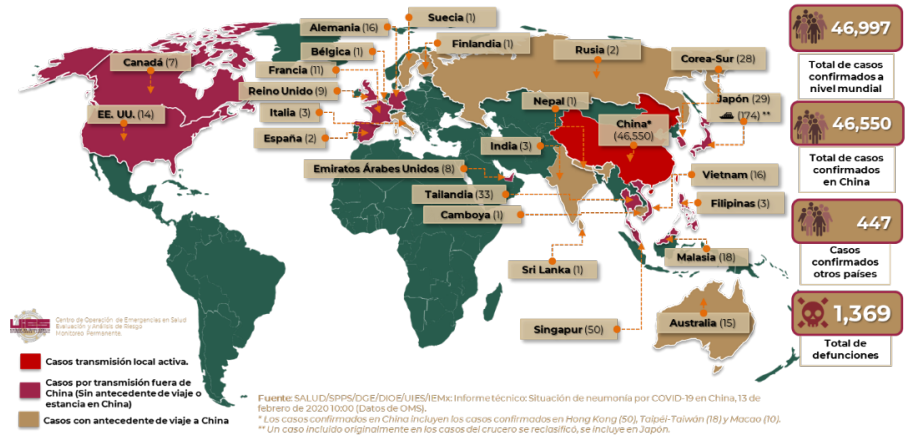 Suecia (1)
Alemania (16)
Finlandia (1)
Bélgica (1)
Rusia (2)
Canadá (7)
Corea-Sur (28)
Francia (11)
Reino Unido (9)
Nepal (1)
Japón (29)
(174) **
Italia (3)
EE. UU. (14)
China*
(46,550)
España (2)
India (3)
Emiratos Árabes Unidos (8)
Vietnam (16)
Tailandia (33)
Filipinas (3)
Camboya (1)
Malasia (18)
Sri Lanka (1)
Singapur (50)
Australia (15)
46,997
Total de casos
confirmados a
nivel mundial
46,550
Total de casos
confirmados
en China
447
Casos
confirmados
otros países
1,369
Total de
defunciones
UIES
Centro de Operación de Emergencias en Salud
Evaluación y Análisis de Riesgo
Monitoreo Permanente.
Casos transmisión local activa.
Casos por transmisión fuera de
China (Sin antecedente de viaje o
estancia en China)
Casos con antecedente de viaje a China
Fuente: SALUD/SPPS/DGE/DIOE/UIES/IEMx: Informe técnico: Situación de neumonía por COVID-19 en China, 13 de
febrero de 2020 10:00 (Datos de OMS).
* Los casos confirmados en China incluyen los casos confirmados en Hong Kong (50), Taipéi-Taiwán (18) y Macao (10).
** Un caso incluido originalmente en los casos del crucero se reclasificó, se incluye en Japón.